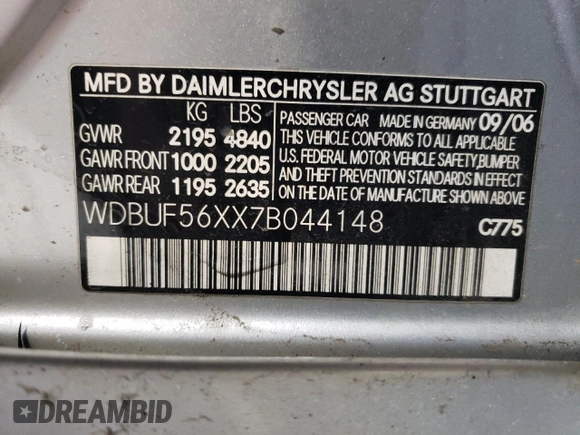 MFD BY DAIMLERCHRYSLER AG STUTTGART
KG LBS
GVWR 2195 4840
GAWR FRONT 1000 2205
GAWR REAR 1195 2635
PASSENGER CAR MADE IN GERMANY 09/06
THIS VEHICLE CONFORMS TO ALL APPLICABLE
U.S. FEDERAL MOTOR VEHICLE SAFETY, BUMPER
AND THEFT PREVENTION STANDARDS IN EFFECT
ON THE DATE OF MANUFACTURE SHOWN ABOVE.
WDBUF56XX7B044148
C775
DREAMBID